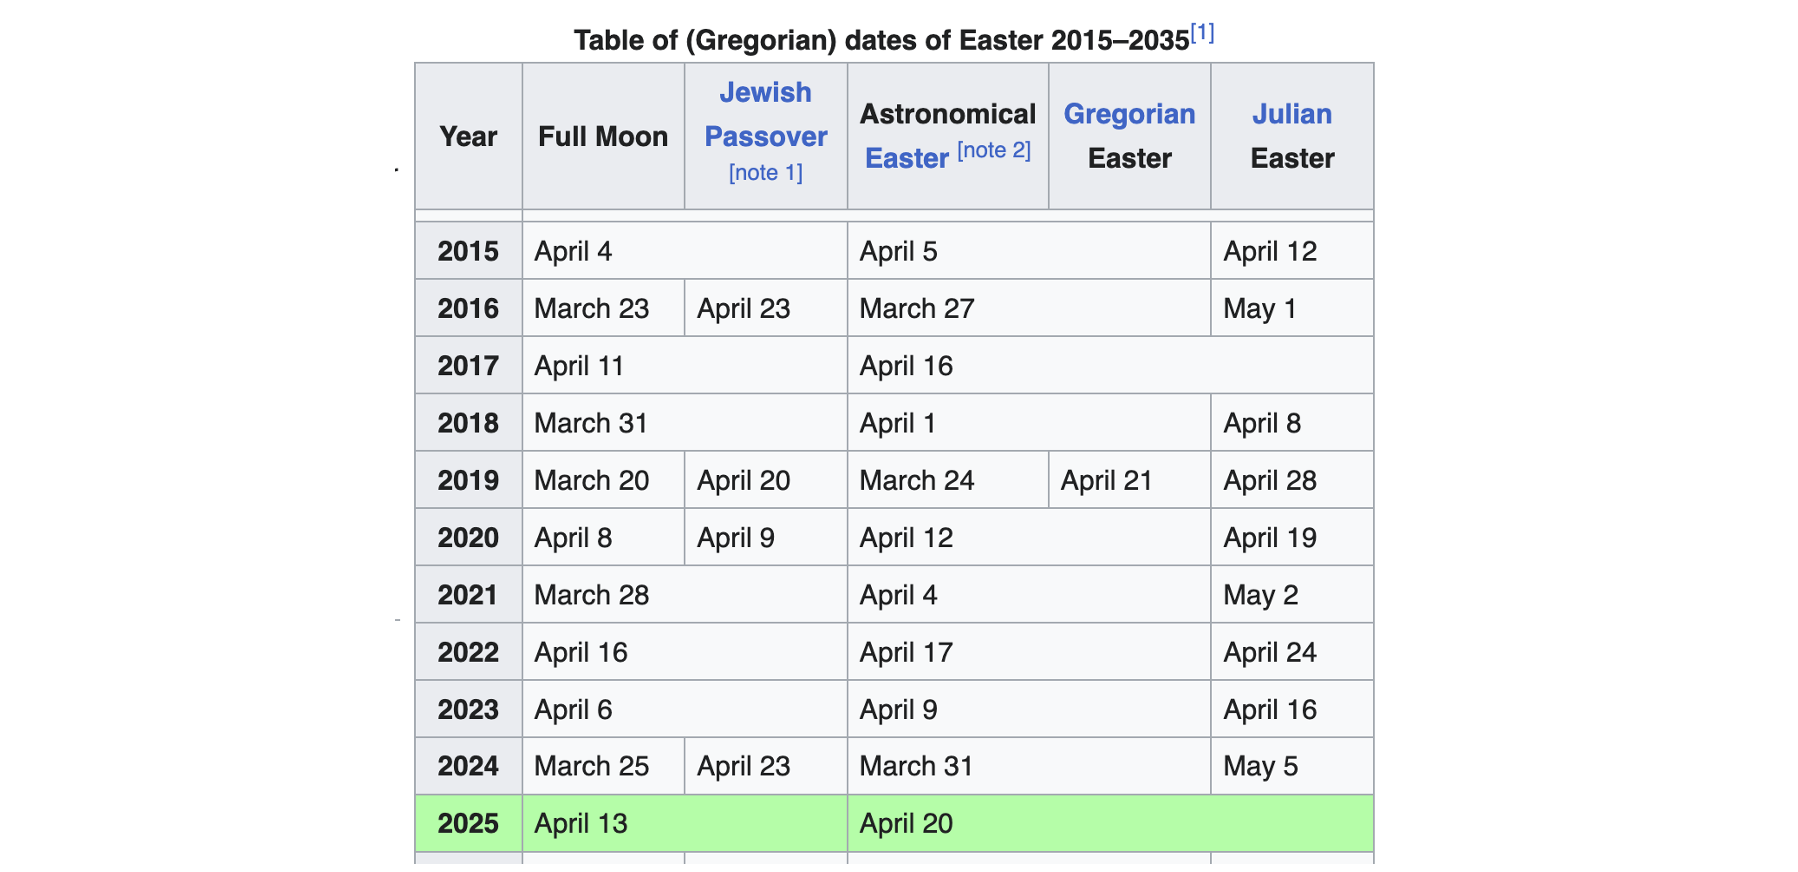 Table of (Gregorian) dates of Easter 2015–2035[1]
Year Full Moon Jewish Passover [note 1] Astronomical Easter [note 2] Gregorian Easter Julian Easter
2015 April 4 April 5 April 12
2016 March 23 April 23 March 27 May 1
2017 April 11 April 16
2018 March 31 April 1 April 8
2019 March 20 April 20 March 24 April 21 April 28
2020 April 8 April 9 April 12 April 19
2021 March 28 April 4 May 2
2022 April 16 April 17 April 24
2023 April 6 April 9 April 16
2024 March 25 April 23 March 31 May 5
2025 April 13 April 20